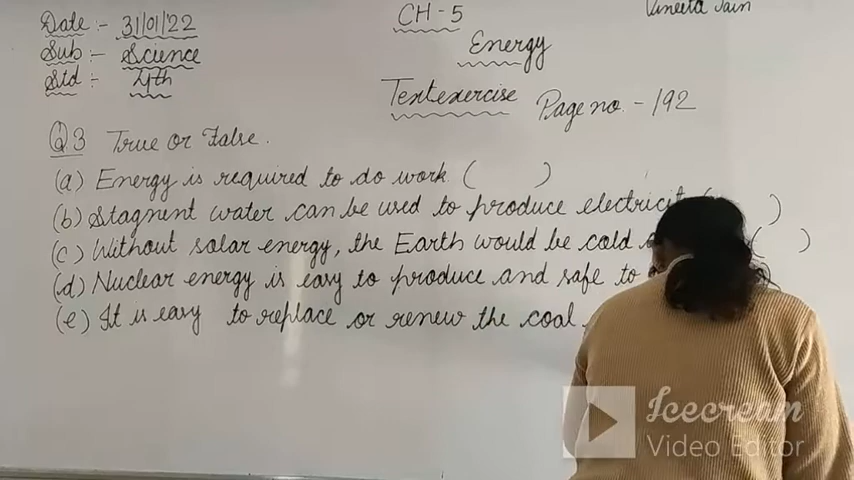 Date :- 31/01/22
Sub :- Science
Std :- 4th
CH-5
Energy
Vineeta Jain
Textexercise Page no. - 192
Q3 True or False.
(a) Energy is required to do work ( )
(b) Stagnent water can be used to produce electricit ( )
(c) Without solar energy, the Earth would be cold ( )
(d) Nuclear energy is easy to produce and safe to )
(e) It is easy to replace or renew the coal
Icecream
Video Editor